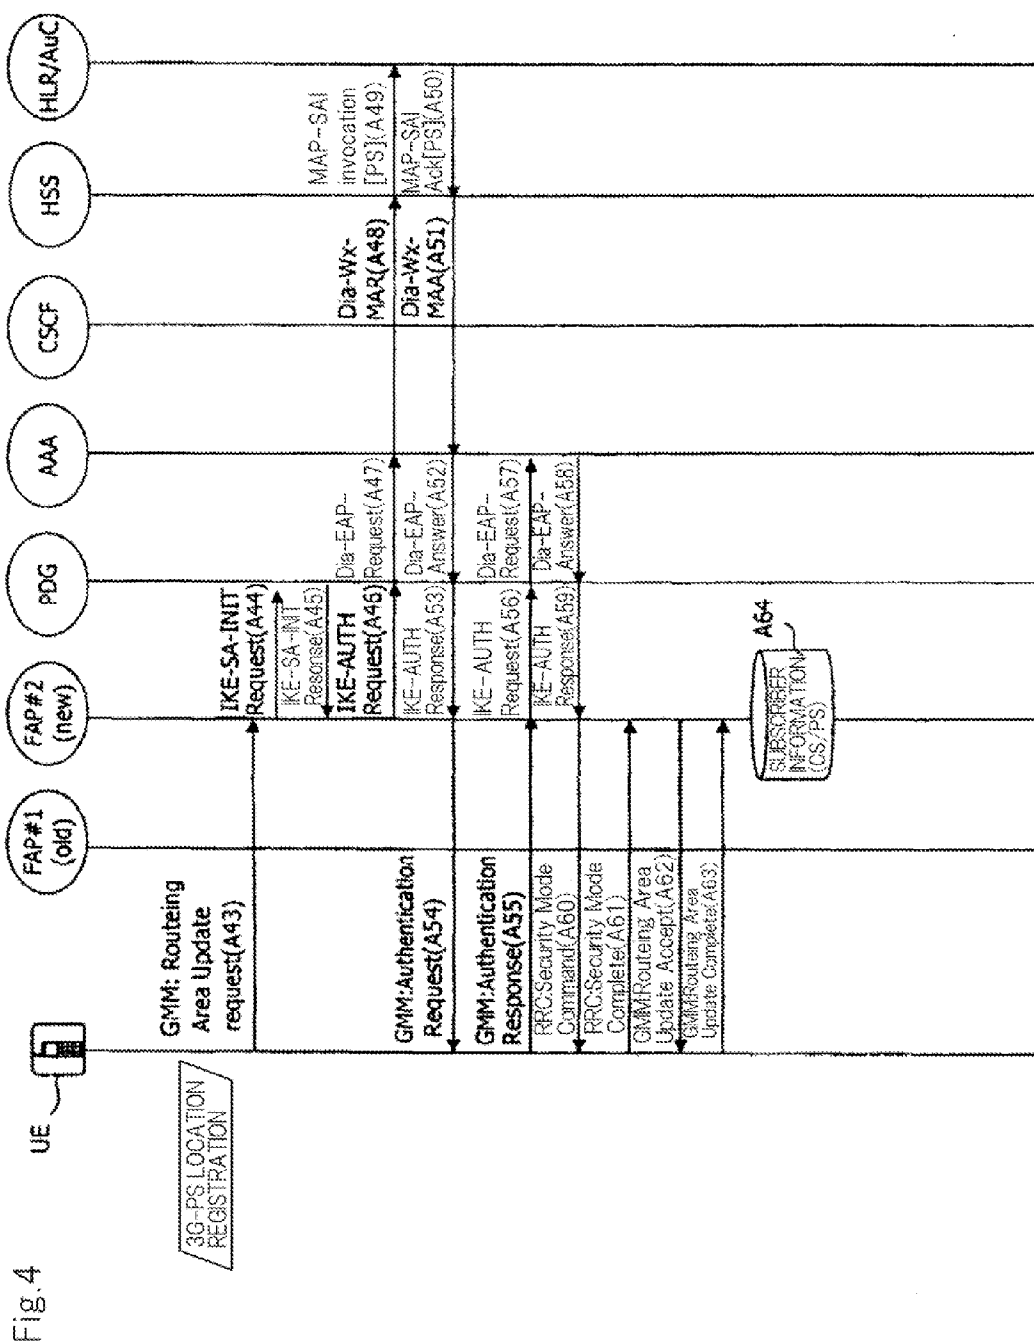 Fig.4
UE
FAP#1
(old)
FAP#2
(new)
PDG
AAA
CSCF
HSS
HLR/AuC
3G-PS LOCATION
REGISTRATION
GMM: Routeing
Area Update
request(A43)
IKE-SA-INIT
Request(A44)
IKE-SA-INIT
Resonse(A45)
IKE-AUTH
Request(A46)
Dia-EAP-
Request(A47)
Dia-Wx-
MAR(A48)
MAP-SAI
invocation
[PS](A49)
MAP-SAI
Ack[PS](A50)
Dia-Wx-
MAA(A51)
Dia-EAP-
Answer(A52)
IKE-AUTH
Response(A53)
GMM:Authentication
Request(A54)
GMM:Authentication
Response(A55)
IKE-AUTH
Request(A56)
Dia-EAP-
Request(A57)
Dia-EAP-
Answer(A58)
IKE-AUTH
Response(A59)
RRC:Security Mode
Command(A60)
RRC:Security Mode
Complete(A61)
GMM:Routeing Area
Update Accept(A62)
GMM:Routeing Area
Update Complete(A63)
A64
SUBSCRIBER
INFORMATION
(CS/PS)